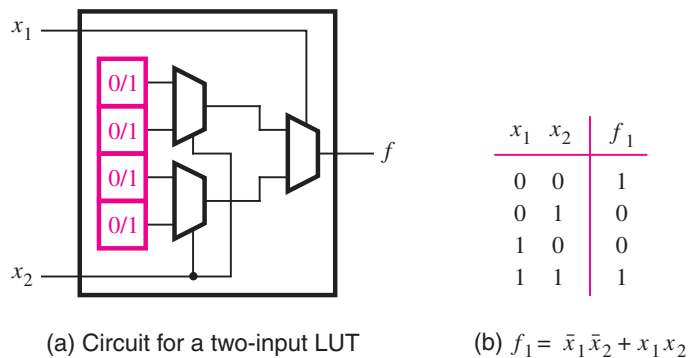 x₁
0/1
0/1
0/1
0/1
f
x₂
(a) Circuit for a two-input LUT
x₁ x₂ f₁
0 0 1
0 1 0
1 0 0
1 1 1
(b) f₁ = x̄₁x̄₂ + x₁x₂